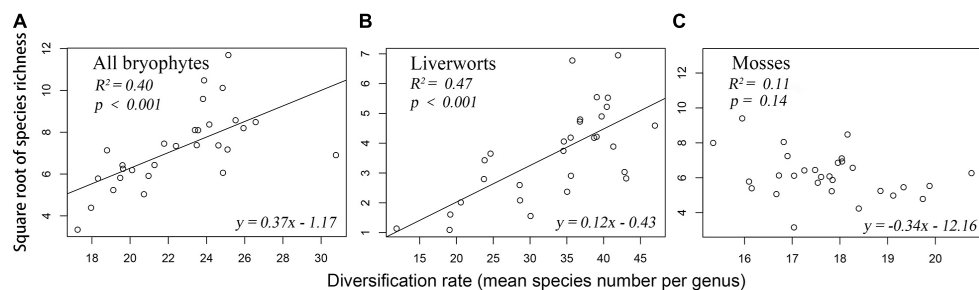 A
B
C
Square root of species richness
All bryophytes
R² = 0.40
p < 0.001
y = 0.37x - 1.17
12
10
8
6
4
18 20 22 24 26 28 30
Liverworts
R² = 0.47
p < 0.001
y = 0.12x - 0.43
7
6
5
4
3
2
1
15 20 25 30 35 40 45
Mosses
R² = 0.11
p = 0.14
y = -0.34x - 12.16
12
10
8
6
4
16 17 18 19 20
Diversification rate (mean species number per genus)